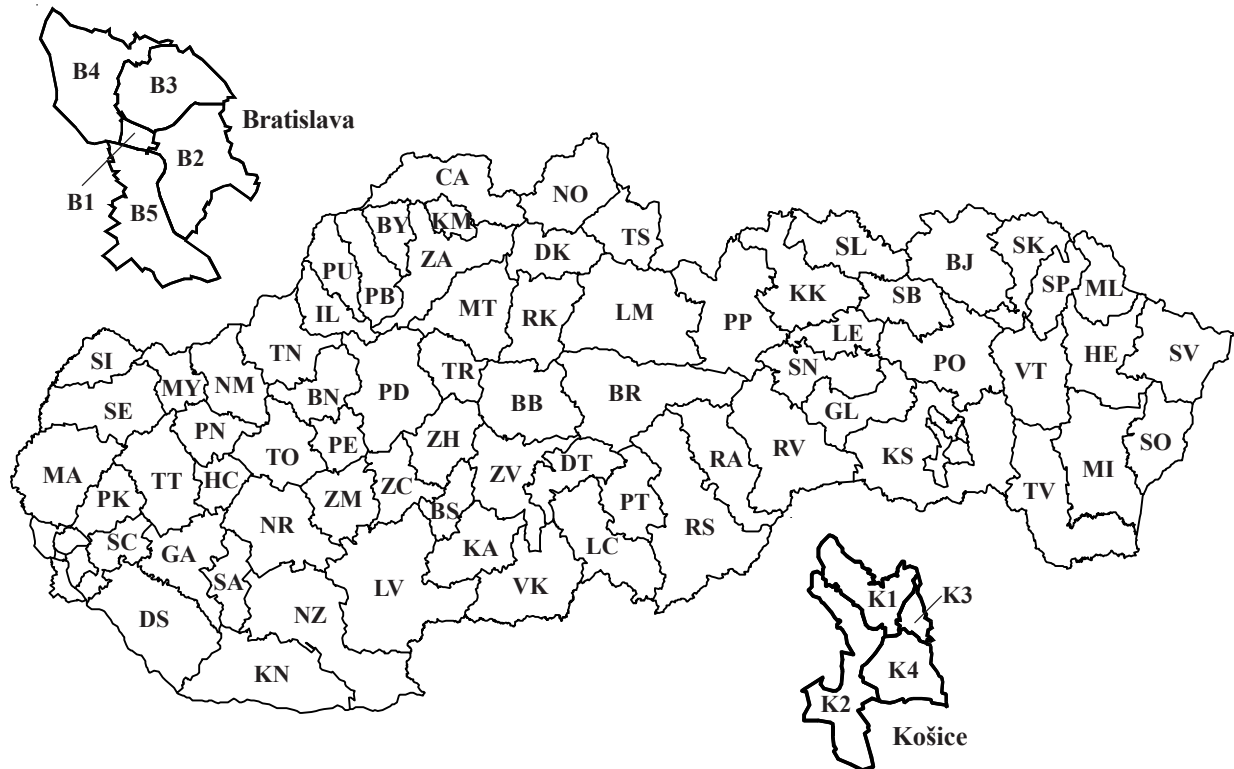 B4
B3
Bratislava
B2
B1
B5
CA
NO
BY
KM
TS
SL
SK
PU
ZA
DK
BJ
SP
ML
PB
KK
SB
IL
MT
RK
LM
PP
TN
LE
HE
SV
SI
MY
NM
TR
SN
PO
VT
SE
BN
PD
BB
BR
GL
PN
PE
ZH
SO
MA
TT
HC
TO
ZV
DT
RA
RV
KS
MI
PK
ZM
ZC
BS
PT
TV
NR
RS
SC
GA
KA
LC
SA
LV
VK
DS
NZ
K1
K3
KN
K4
K2
Košice